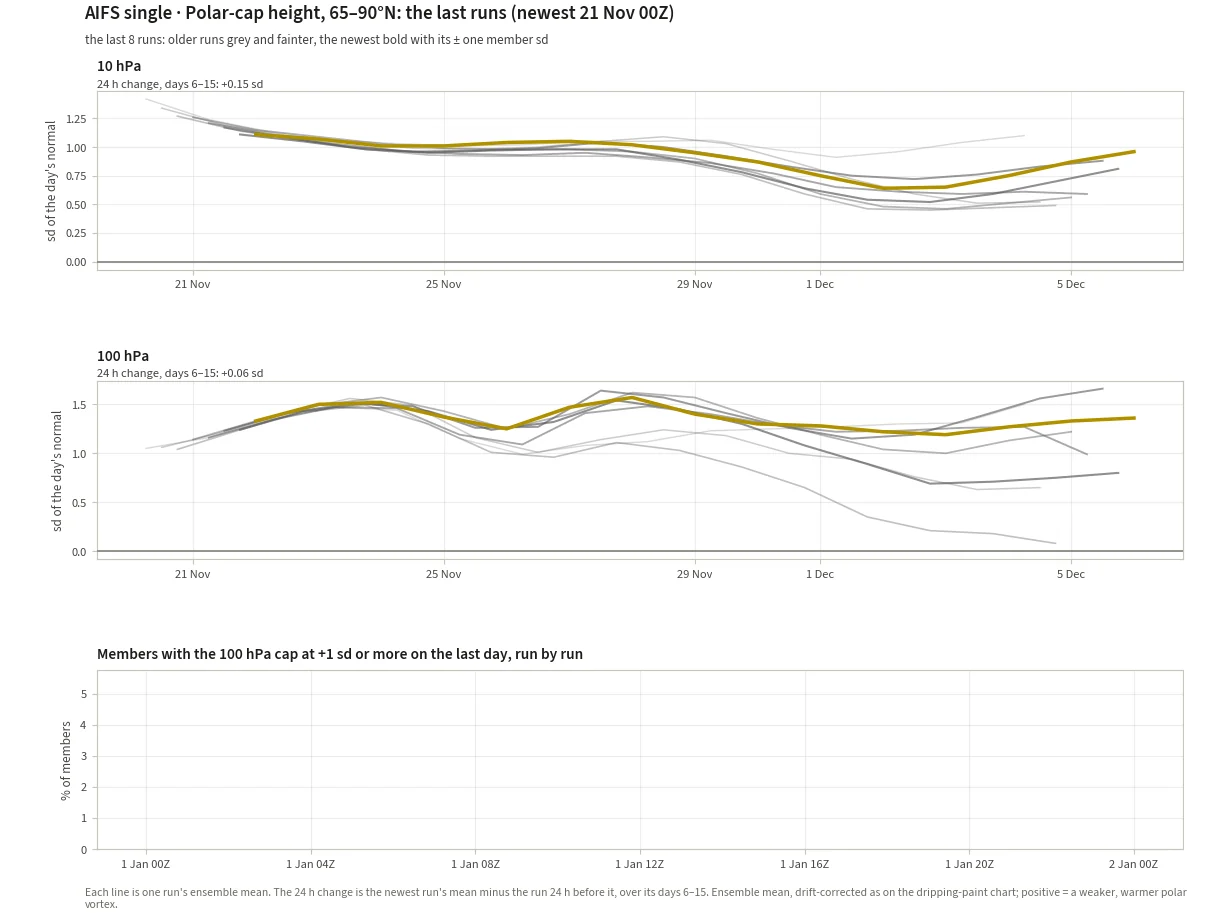 AIFS single · Polar-cap height, 65–90°N: the last runs (newest 21 Nov 00Z)
the last 8 runs: older runs grey and fainter, the newest bold with its ± one member sd
10 hPa
24 h change, days 6–15: +0.15 sd
sd of the day's normal
1.25
1.00
0.75
0.50
0.25
0.00
21 Nov
25 Nov
29 Nov
1 Dec
5 Dec
100 hPa
24 h change, days 6–15: +0.06 sd
sd of the day's normal
1.5
1.0
0.5
0.0
21 Nov
25 Nov
29 Nov
1 Dec
5 Dec
Members with the 100 hPa cap at +1 sd or more on the last day, run by run
% of members
5
4
3
2
1
0
1 Jan 00Z
1 Jan 04Z
1 Jan 08Z
1 Jan 12Z
1 Jan 16Z
1 Jan 20Z
2 Jan 00Z
Each line is one run's ensemble mean. The 24 h change is the newest run's mean minus the run 24 h before it, over its days 6–15. Ensemble mean, drift-corrected as on the dripping-paint chart; positive = a weaker, warmer polar
vortex.